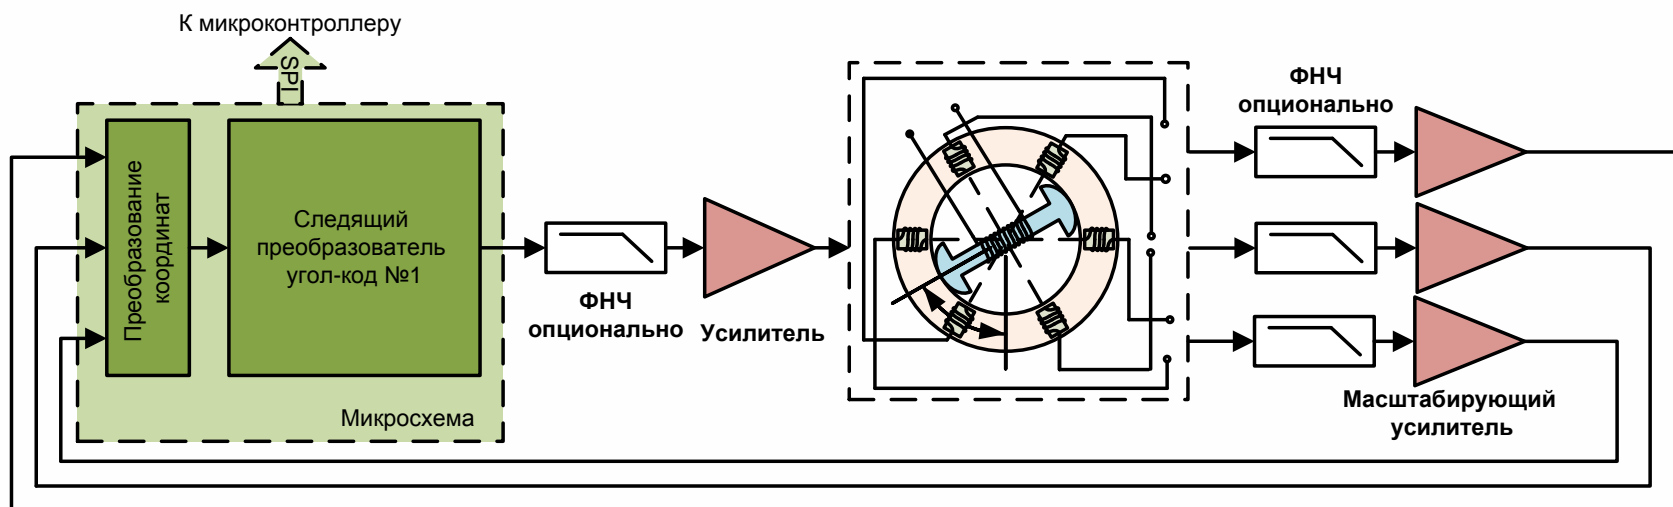 К микроконтроллеру
SPI
Преобразование
координат
Следящий
преобразователь
угол-код №1
Микросхема
ФНЧ
опционально
Усилитель
ФНЧ
опционально
Масштабирующий
усилитель